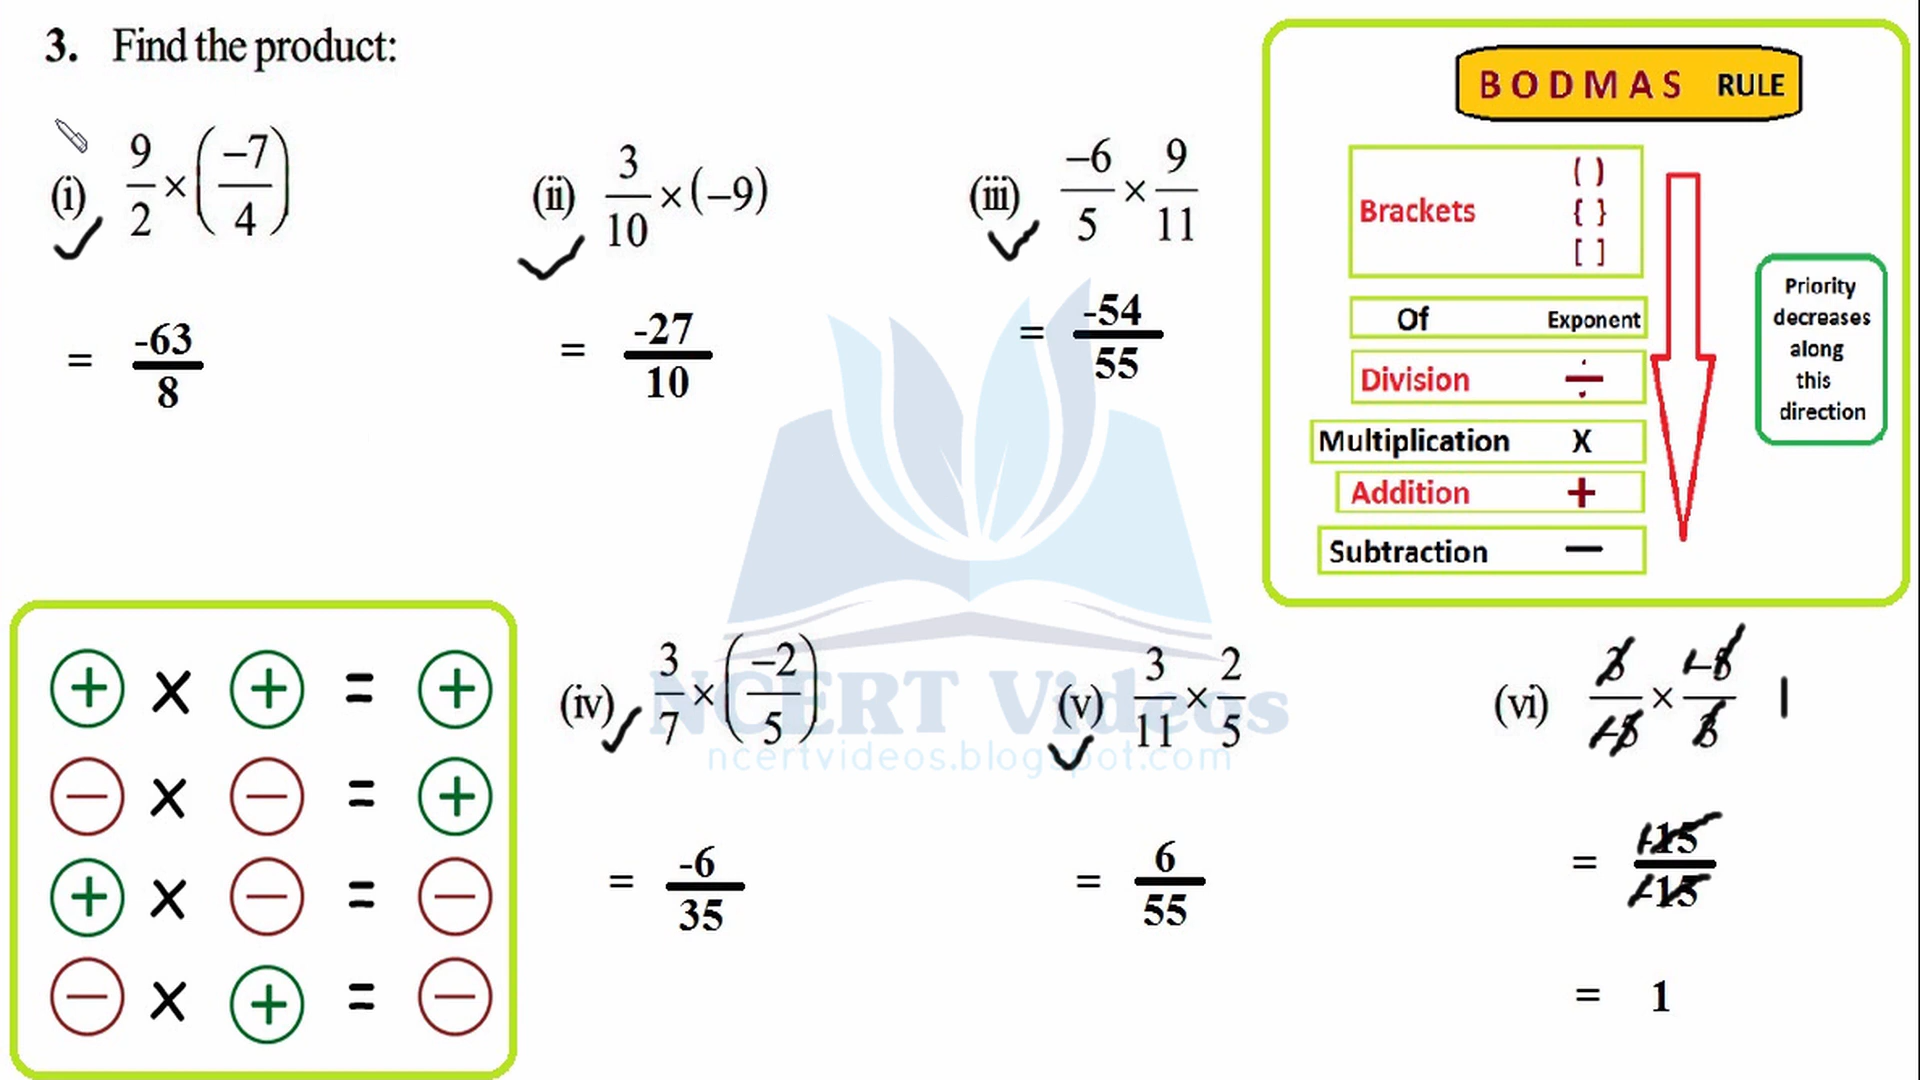 3. Find the product:
(i) 9/2 × (−7/4)
= -63/8
(ii) 3/10 × (−9)
= -27/10
(iii) −6/5 × 9/11
= -54/55
BODMAS RULE
Brackets ( )
{ }
[ ]
Of Exponent
Division ÷
Multiplication X
Addition +
Subtraction −
Priority
decreases
along
this
direction
+ × + = +
− × − = +
+ × − = −
− × + = −
(iv) 3/7 × (−2/5)
= -6/35
(v) 3/11 × 2/5
= 6/55
(vi) 3/−5 × −5/3 1
= -15/-15
= 1
NCERT Videos
ncertvideos.blogspot.com